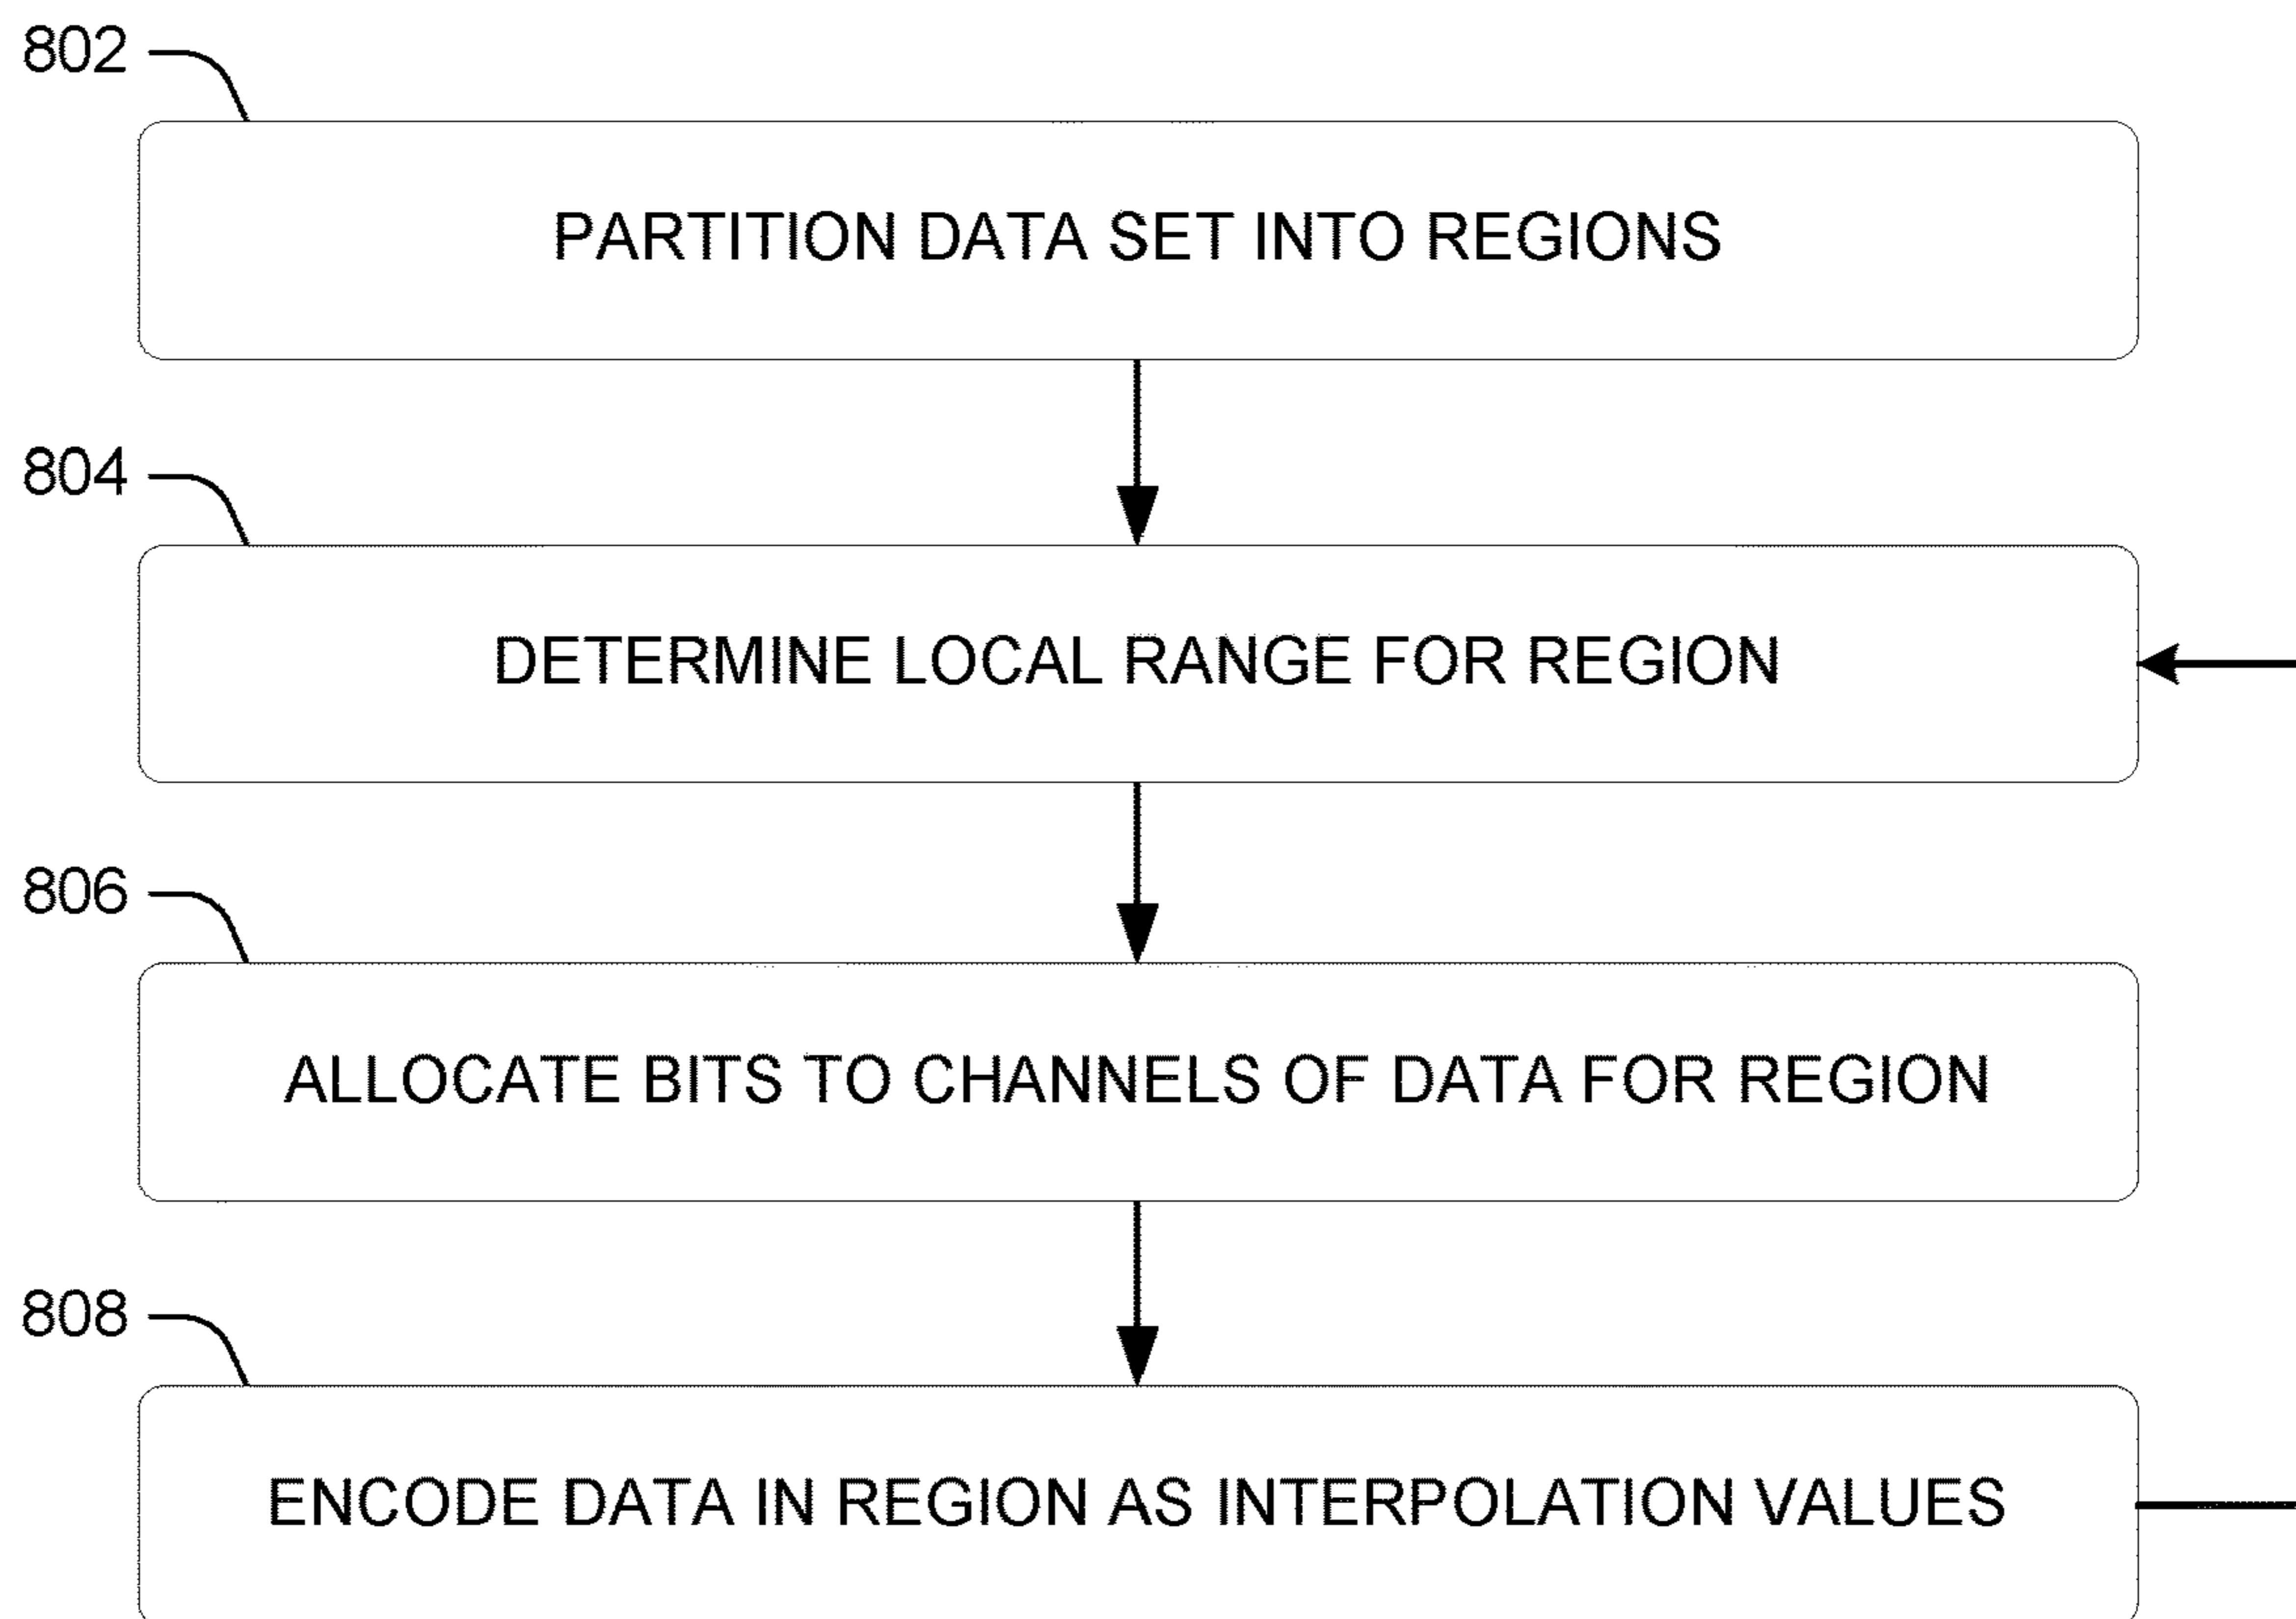 802
PARTITION DATA SET INTO REGIONS
804
DETERMINE LOCAL RANGE FOR REGION
806
ALLOCATE BITS TO CHANNELS OF DATA FOR REGION
808
ENCODE DATA IN REGION AS INTERPOLATION VALUES